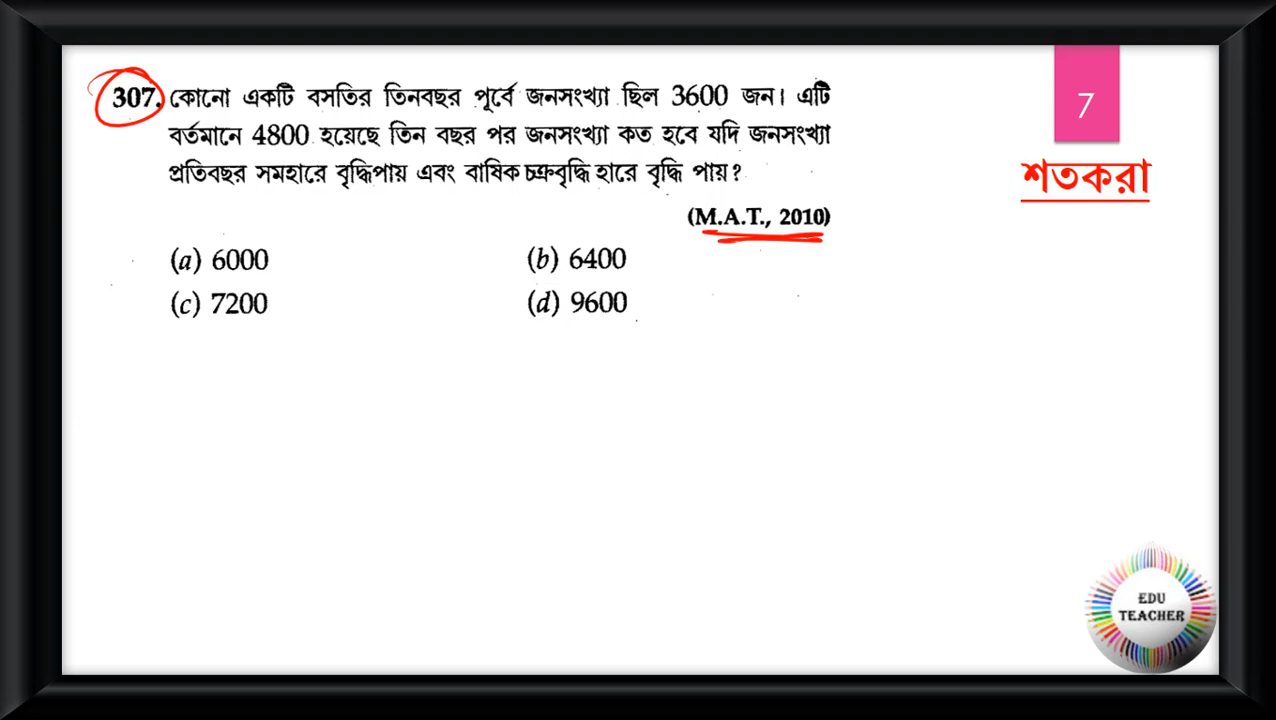 307. কোনো একটি বসতির তিনবছর পূর্বে জনসংখ্যা ছিল 3600 জন। এটি
বর্তমানে 4800 হয়েছে তিন বছর পর জনসংখ্যা কত হবে যদি জনসংখ্যা
প্রতিবছর সমহারে বৃদ্ধিপায় এবং বার্ষিক চক্রবৃদ্ধি হারে বৃদ্ধি পায়?
(M.A.T., 2010)
(a) 6000 (b) 6400
(c) 7200 (d) 9600
7
শতকরা
EDU
TEACHER